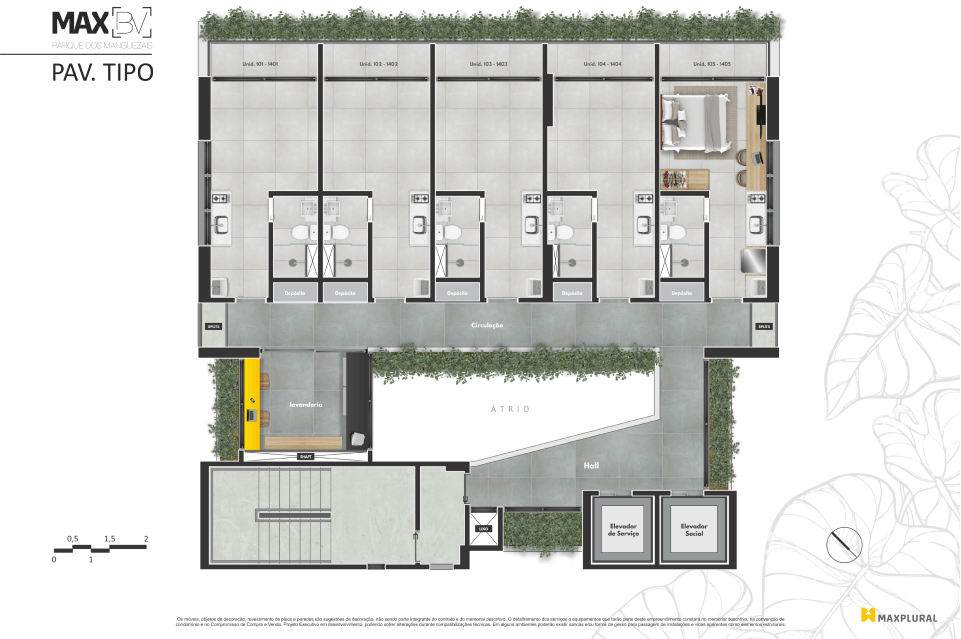 MAX[BV]
PARQUE DOS MANGUEZAIS
PAV. TIPO
Unid. 101 - 1401
Unid. 102 - 1402
Unid. 103 - 1403
Unid. 104 - 1404
Unid. 105 - 1405
Depósito
Depósito
Depósito
Depósito
Depósito
SPLITS
Circulação
SPLITS
lavanderia
ÁTRIO
SHAFT
Hall
LIXO
Elevador
de Serviço
Elevador
Social
0,5
1,5
2
0
1
MAXPLURAL
Os móveis, objetos de decoração, revestimento de pisos e paredes são sugestões de decoração, não sendo parte integrante do contrato e do memorial descritivo. O detalhamento dos serviços e equipamentos que farão parte deste empreendimento constará no memorial descritivo, na convenção de
condomínio e no Compromisso de Compra e Venda. Projeto Executivo em desenvolvimento, podendo sofrer alterações durante compatibilizações técnicas. Em alguns ambientes poderão existir sancas e/ou forros de gesso para passagem de instalações e vidas aparentes como elementos estruturais.